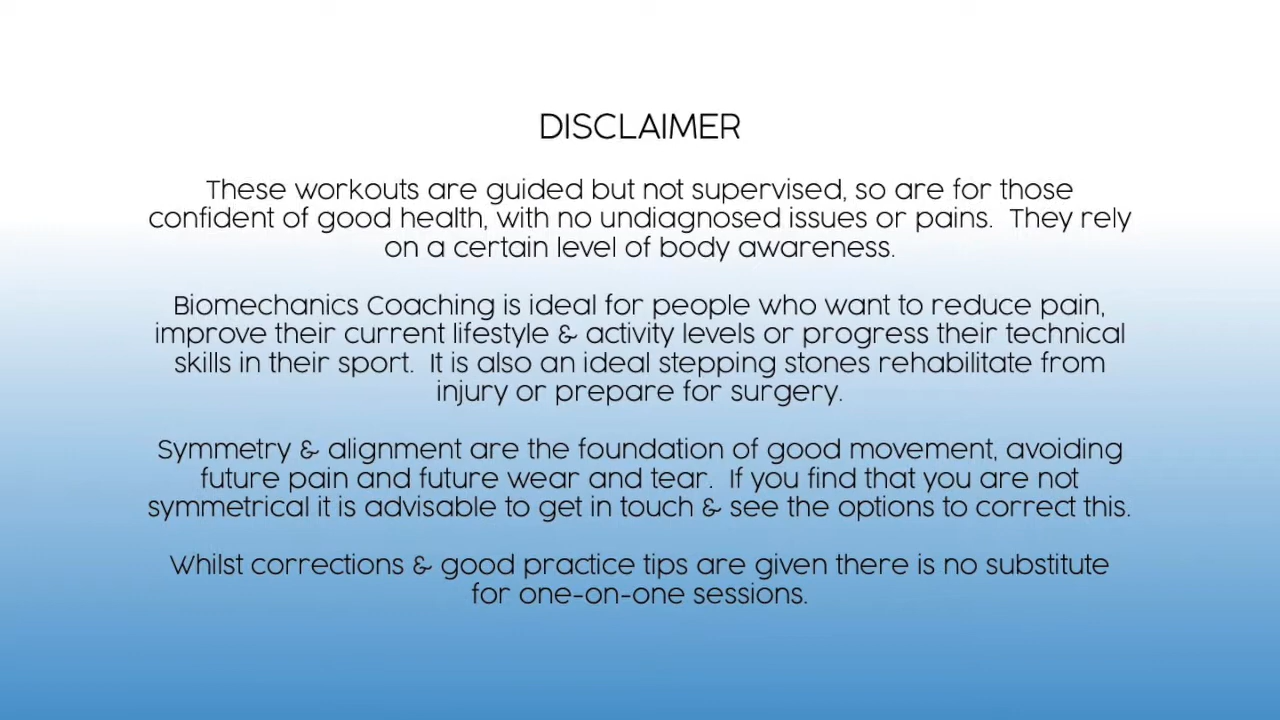 DISCLAIMER
These workouts are guided but not supervised, so are for those
confident of good health, with no undiagnosed issues or pains. They rely
on a certain level of body awareness.
Biomechanics Coaching is ideal for people who want to reduce pain,
improve their current lifestyle & activity levels or progress their technical
skills in their sport. It is also an ideal stepping stones rehabilitate from
injury or prepare for surgery.
Symmetry & alignment are the foundation of good movement, avoiding
future pain and future wear and tear. If you find that you are not
symmetrical it is advisable to get in touch & see the options to correct this.
Whilst corrections & good practice tips are given there is no substitute
for one-on-one sessions.